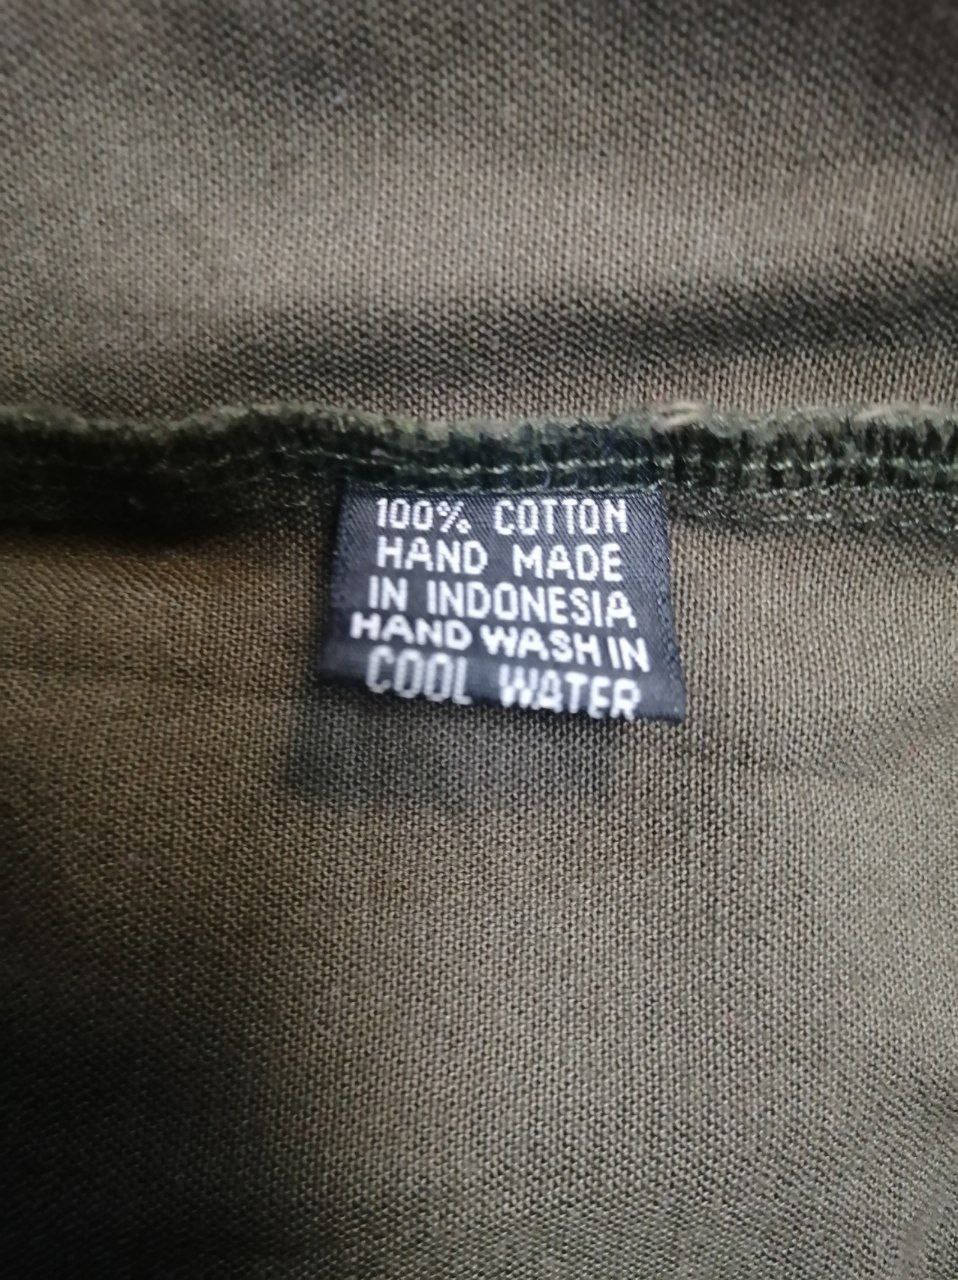 100% COTTON
HAND MADE
IN INDONESIA
HAND WASH IN
COOL WATER